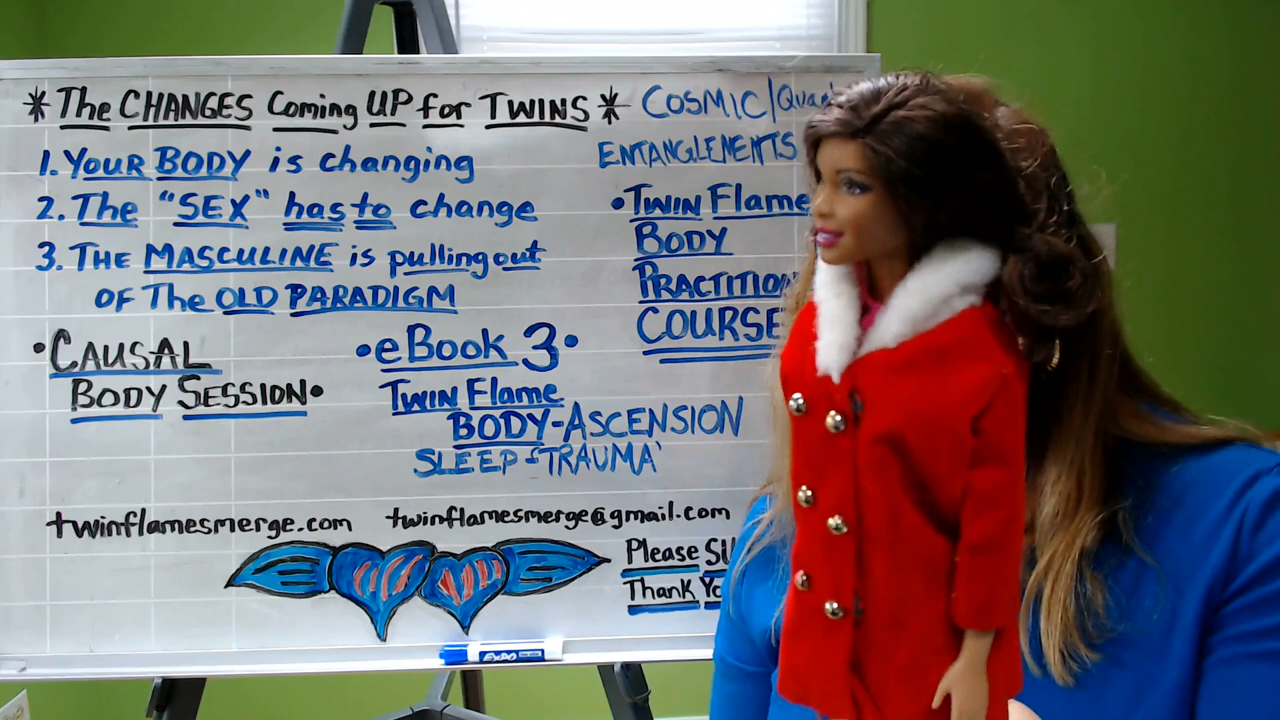 *The CHANGES Coming UP for TWINS*
1. YOUR BODY is changing
2. The "SEX" has to change
3. THE MASCULINE is pulling out
OF The OLD PARADIGM
•CAUSAL
BODY SESSION•
•eBook 3•
TWIN Flame
BODY-ASCENSION
SLEEP-'TRAUMA'
COSMIC/
ENTANGLEMENTS
•TWIN Flame
BODY
COURSE
twinflamesmerge.com
twinflamesmerge@gmail.com
Please
Thank
EXPO